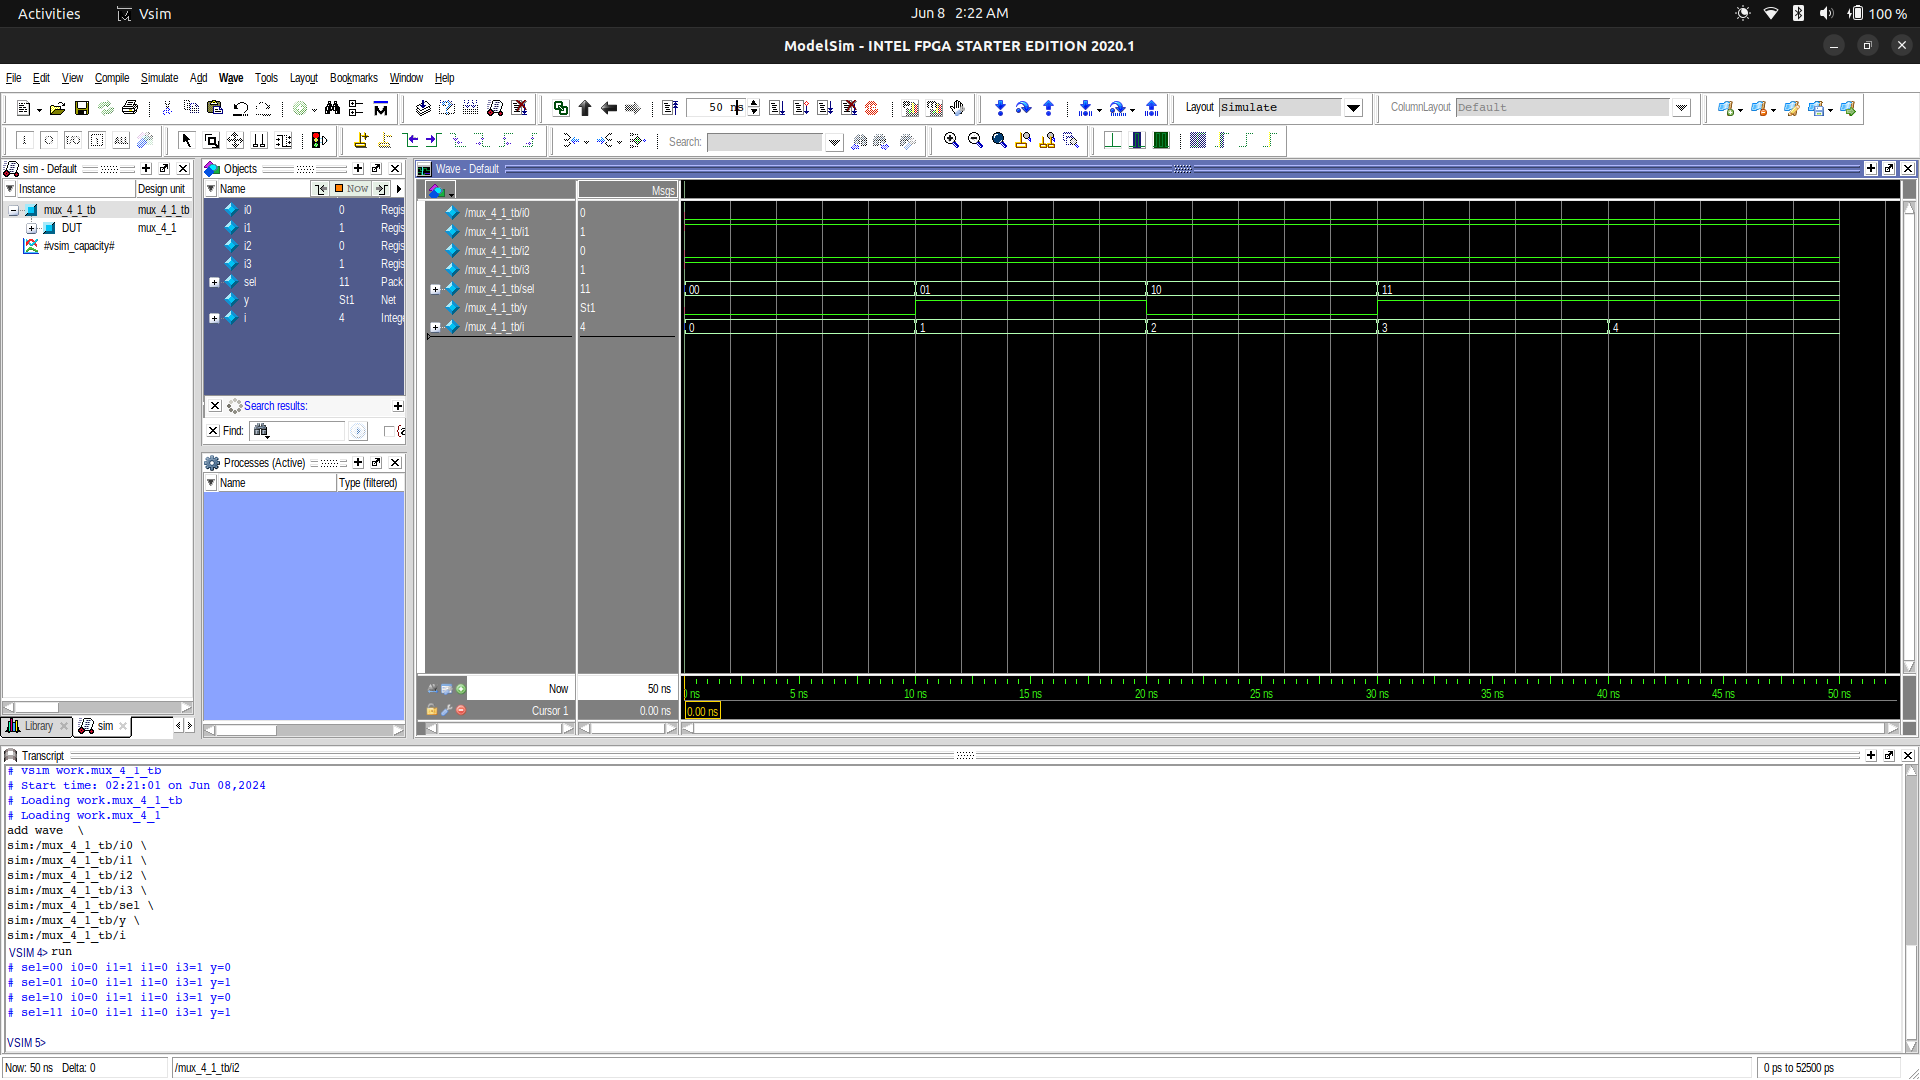 Activities Vsim Jun 8 2:22 AM 100 %
ModelSim - INTEL FPGA STARTER EDITION 2020.1
File Edit View Compile Simulate Add Wave Tools Layout Bookmarks Window Help
50 ns Layout Simulate ColumnLayout Default
Search:
sim - Default
Instance Design unit
mux_4_1_tb mux_4_1_tb
DUT mux_4_1
#vsim_capacity#
Library sim
Objects
Name Now
i0 0 Regis
i1 1 Regis
i2 0 Regis
i3 1 Regis
sel 11 Pack
y St1 Net
i 4 Integ
Search results:
Find:
Processes (Active)
Name Type (filtered)
Wave - Default
Msgs
/mux_4_1_tb/i0 0
/mux_4_1_tb/i1 1
/mux_4_1_tb/i2 0
/mux_4_1_tb/i3 1
/mux_4_1_tb/sel 11 00 01 10 11
/mux_4_1_tb/y St1
/mux_4_1_tb/i 4 0 1 2 3 4
Now 50 ns ns 5 ns 10 ns 15 ns 20 ns 25 ns 30 ns 35 ns 40 ns 45 ns 50 ns
Cursor 1 0.00 ns 0.00 ns
Transcript
# vsim work.mux_4_1_tb
# Start time: 02:21:01 on Jun 08,2024
# Loading work.mux_4_1_tb
# Loading work.mux_4_1
add wave \
sim:/mux_4_1_tb/i0 \
sim:/mux_4_1_tb/i1 \
sim:/mux_4_1_tb/i2 \
sim:/mux_4_1_tb/i3 \
sim:/mux_4_1_tb/sel \
sim:/mux_4_1_tb/y \
sim:/mux_4_1_tb/i
VSIM 4> run
# sel=00 i0=0 i1=1 i1=0 i3=1 y=0
# sel=01 i0=0 i1=1 i1=0 i3=1 y=1
# sel=10 i0=0 i1=1 i1=0 i3=1 y=0
# sel=11 i0=0 i1=1 i1=0 i3=1 y=1
VSIM 5>
Now: 50 ns Delta: 0 /mux_4_1_tb/i2 0 ps to 52500 ps